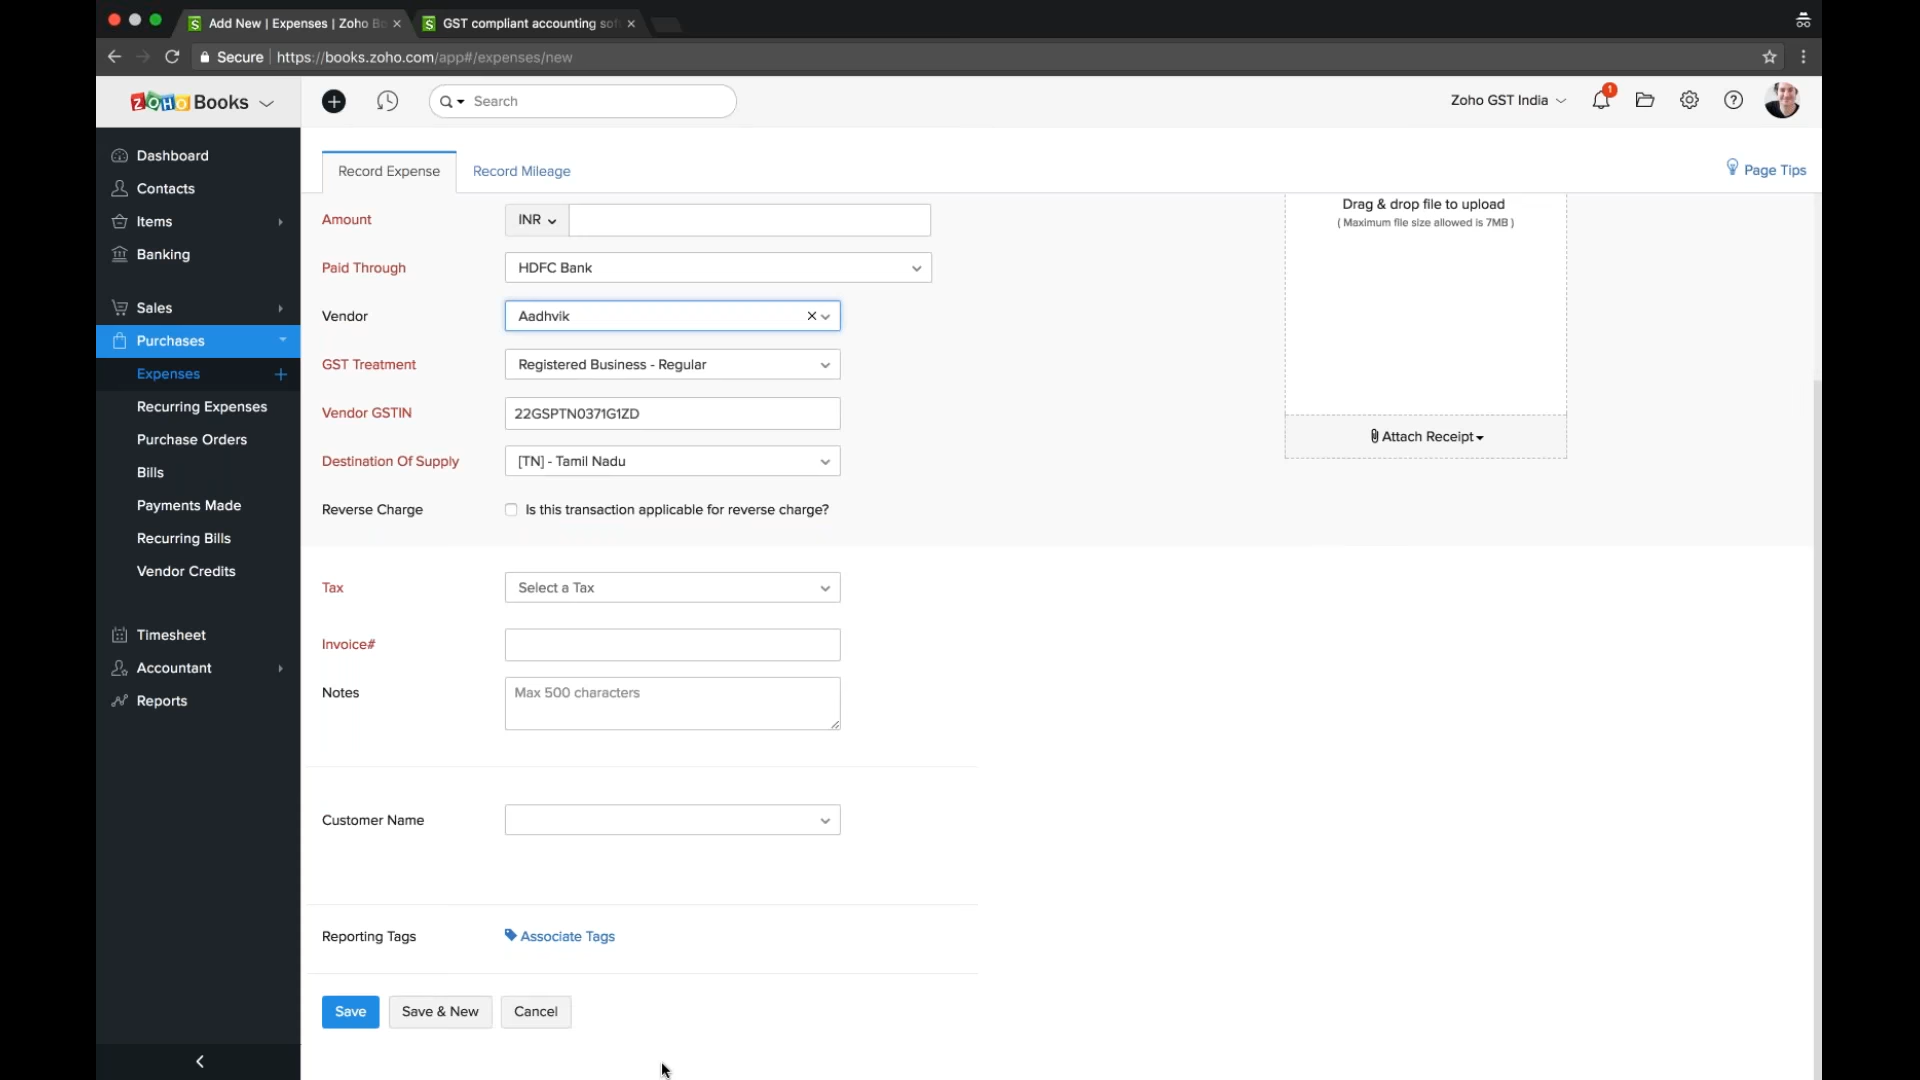 Add New | Expenses | Zoho Bo
GST compliant accounting sof
Secure
https://books.zoho.com/app#/expenses/new
ZOHO Books
Search
Zoho GST India
1
Dashboard
Contacts
Items
Banking
Sales
Purchases
Expenses
Recurring Expenses
Purchase Orders
Bills
Payments Made
Recurring Bills
Vendor Credits
Timesheet
Accountant
Reports
Record Expense
Record Mileage
Page Tips
Amount
INR
Paid Through
HDFC Bank
Vendor
Aadhvik
GST Treatment
Registered Business - Regular
Vendor GSTIN
22GSPTN0371G1ZD
Destination Of Supply
[TN] - Tamil Nadu
Reverse Charge
Is this transaction applicable for reverse charge?
Tax
Select a Tax
Invoice#
Notes
Max 500 characters
Customer Name
Reporting Tags
Associate Tags
Save
Save & New
Cancel
Drag & drop file to upload
( Maximum file size allowed is 7MB )
Attach Receipt